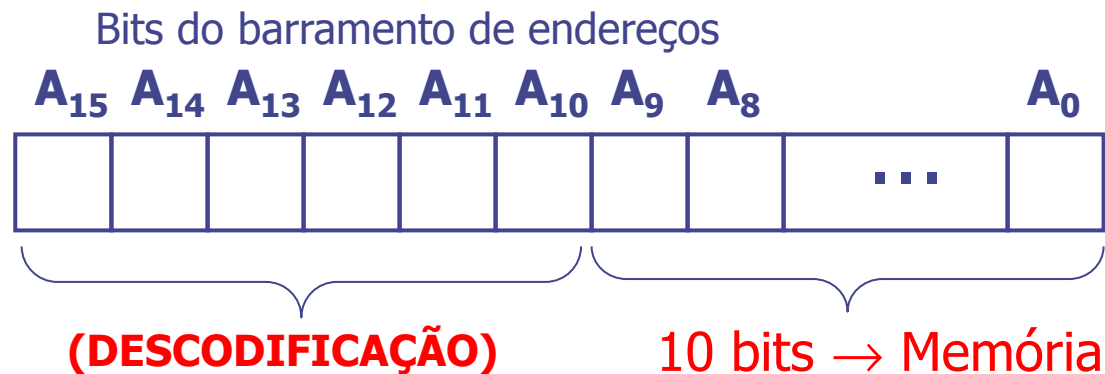 Bits do barramento de endereços
A₁₅ A₁₄ A₁₃ A₁₂ A₁₁ A₁₀ A₉ A₈ A₀
...
(DESCODIFICAÇÃO) 10 bits → Memória